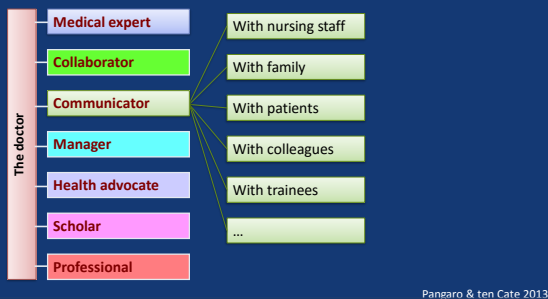 The doctor
Medical expert
Collaborator
Communicator
Manager
Health advocate
Scholar
Professional
With nursing staff
With family
With patients
With colleagues
With trainees
...
Pangaro & ten Cate 2013